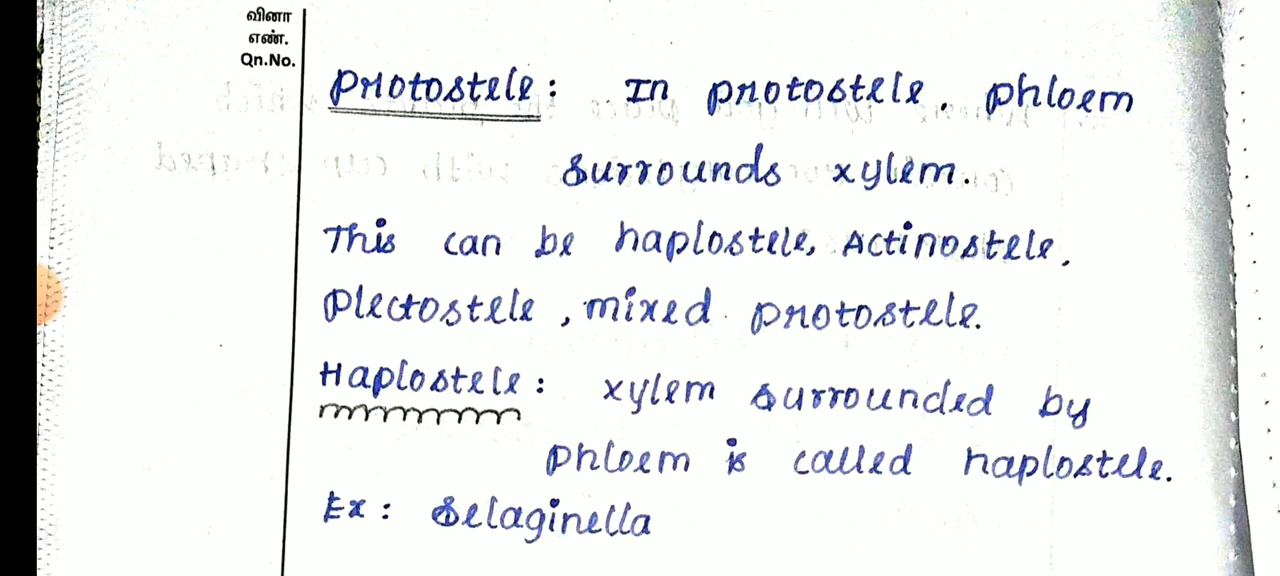 வினா
எண்.
Qn.No.
Protostele: In protostele, phloem
surrounds xylem.
This can be haplostele, Actinostele,
Plectostele, mixed protostele.
Haplostele: xylem surrounded by
phloem is called haplostele.
Ex: Selaginella